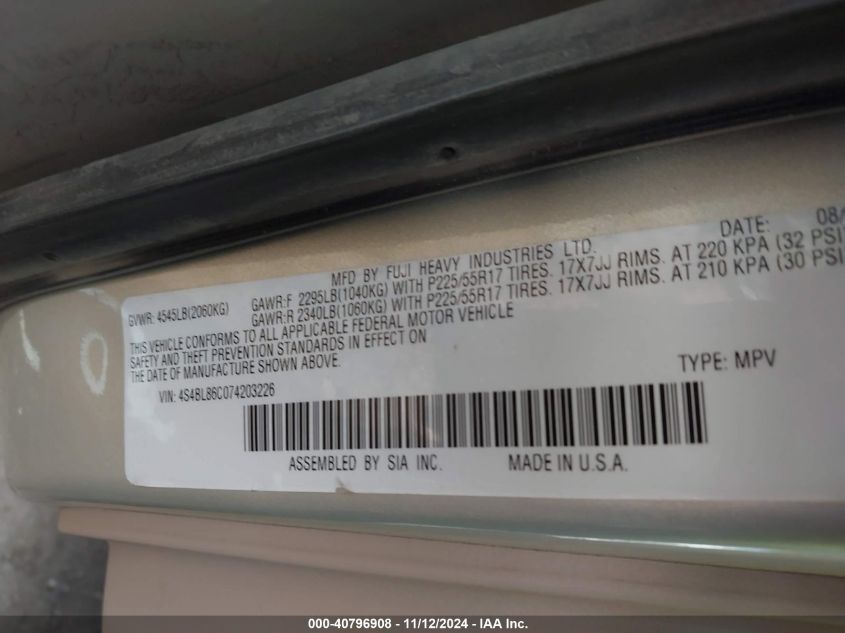 MFD BY FUJI HEAVY INDUSTRIES LTD. DATE: 08/
GVWR: 4545LB(2060KG) GAWR:F 2295LB(1040KG) WITH P225/55R17 TIRES. 17X7JJ RIMS. AT 220 KPA (32 PSI
GAWR:R 2340LB(1060KG) WITH P225/55R17 TIRES. 17X7JJ RIMS. AT 210 KPA (30 PSI
THIS VEHICLE CONFORMS TO ALL APPLICABLE FEDERAL MOTOR VEHICLE
SAFETY AND THEFT PREVENTION STANDARDS IN EFFECT ON
THE DATE OF MANUFACTURE SHOWN ABOVE.
VIN: 4S4BL86C074203226 TYPE: MPV
ASSEMBLED BY SIA INC. MADE IN U.S.A.
000-40796908 - 11/12/2024 - IAA Inc.